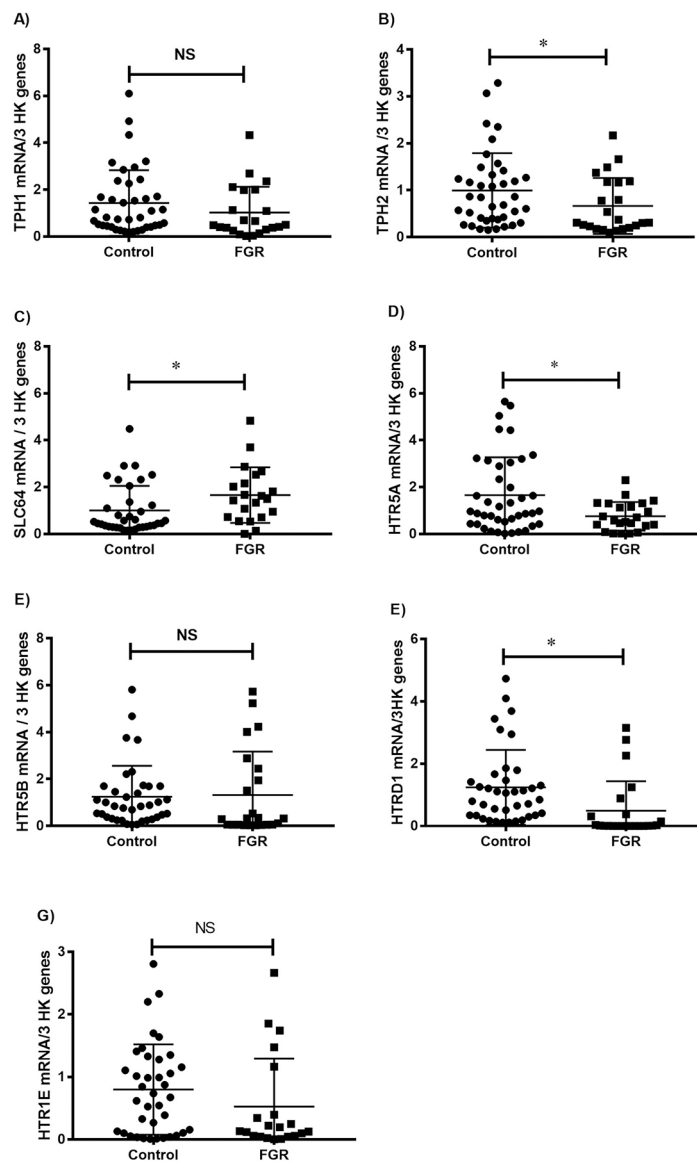 A)
NS
TPH1 mRNA/3 HK genes
8
6
4
2
0
Control FGR
B)
*
TPH2 mRNA /3 HK genes
4
3
2
1
0
Control FGR
C)
*
SLC64 mRNA / 3 HK genes
8
6
4
2
0
Control FGR
D)
*
HTR5A mRNA/3 HK genes
8
6
4
2
0
Control FGR
E)
NS
HTR5B mRNA / 3 HK genes
8
6
4
2
0
Control FGR
E)
*
HTRD1 mRNA/3HK genes
6
4
2
0
Control FGR
G)
NS
HTR1E mRNA/3 HK genes
3
2
1
0
Control FGR